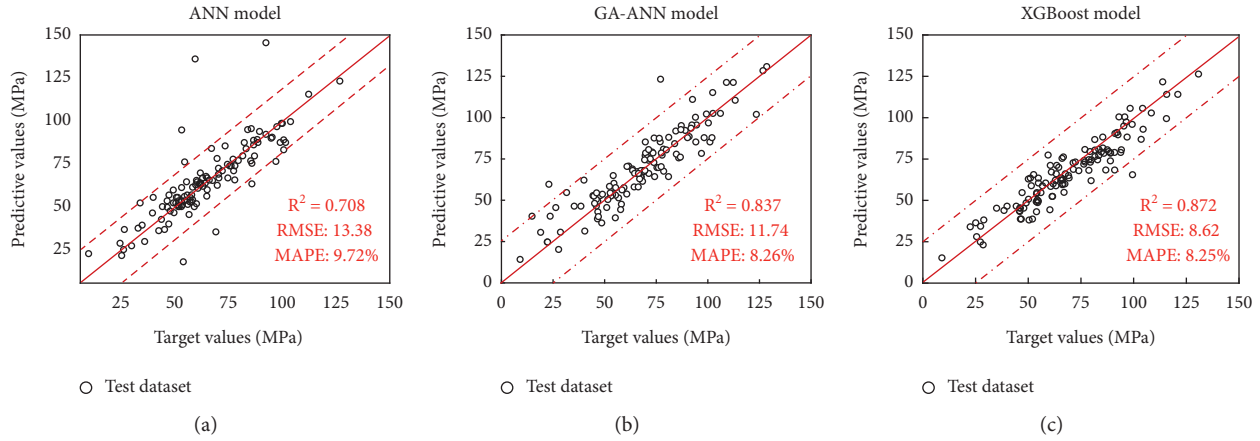 ANN model
150
125
100
75
50
25
25
50
75
100
125
150
Predictive values (MPa)
Target values (MPa)
R² = 0.708
RMSE: 13.38
MAPE: 9.72%
Test dataset
(a)
GA-ANN model
150
125
100
75
50
25
0
0
25
50
75
100
125
150
Predictive values (MPa)
Target values (MPa)
R² = 0.837
RMSE: 11.74
MAPE: 8.26%
Test dataset
(b)
XGBoost model
150
125
100
75
50
25
0
0
25
50
75
100
125
150
Predictive values (MPa)
Target values (MPa)
R² = 0.872
RMSE: 8.62
MAPE: 8.25%
Test dataset
(c)